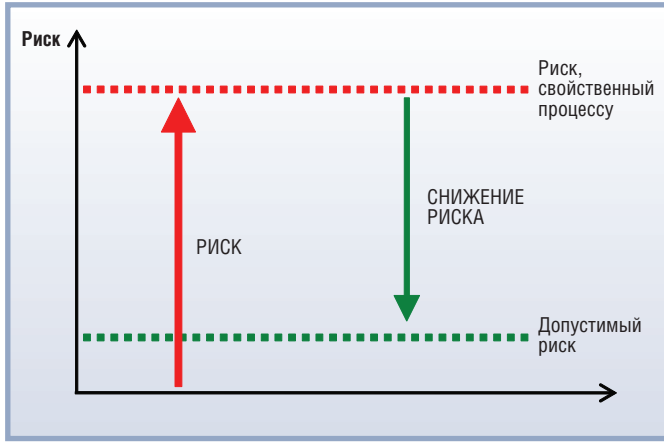 Риск
Риск,
свойственный
процессу
СНИЖЕНИЕ
РИСКА
РИСК
Допустимый
риск